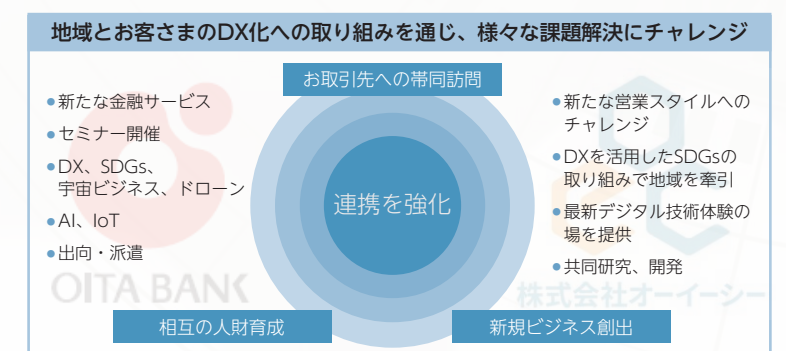 地域とお客さまのDX化への取り組みを通じ、様々な課題解決にチャレンジ
お取引先への帯同訪問
●新たな金融サービス
●セミナー開催
●DX、SDGs、
宇宙ビジネス、ドローン
●AI、IoT
●出向・派遣
OITA BANK
連携を強化
●新たな営業スタイルへの
チャレンジ
●DXを活用したSDGsの
取り組みで地域を牽引
●最新デジタル技術体験の
場を提供
●共同研究、開発
株式会社オーイーシー
相互の人財育成
新規ビジネス創出